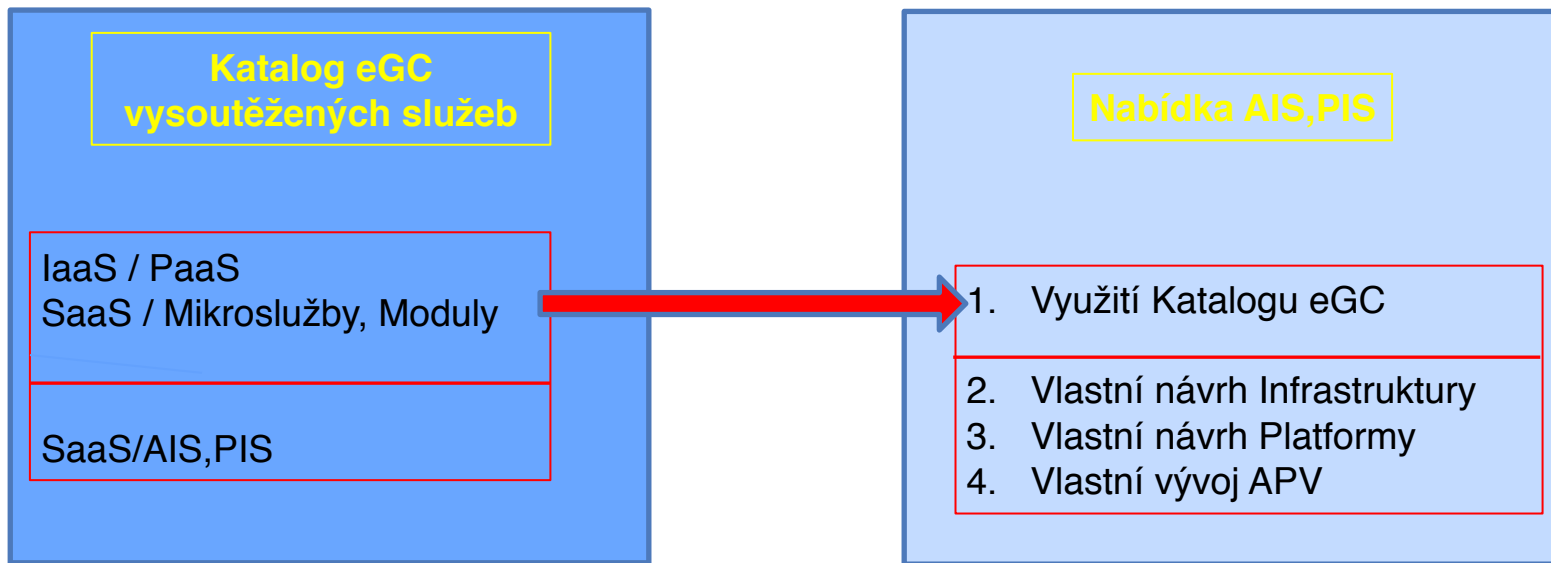 Katalog eGC
vysoutěžených služeb
IaaS / PaaS
SaaS / Mikroslužby, Moduly
SaaS/AIS,PIS
Nabídka AIS,PIS
1. Využití Katalogu eGC
2. Vlastní návrh Infrastruktury
3. Vlastní návrh Platformy
4. Vlastní vývoj APV